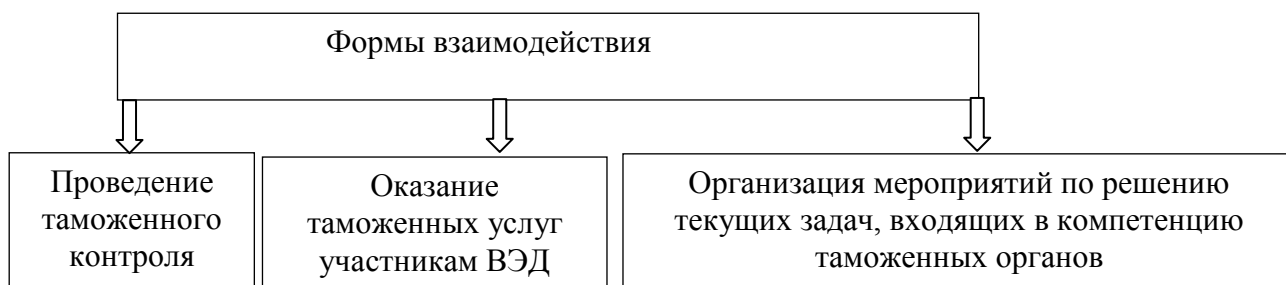 Формы взаимодействия
Проведение
таможенного
контроля
Оказание
таможенных услуг
участникам ВЭД
Организация мероприятий по решению
текущих задач, входящих в компетенцию
таможенных органов